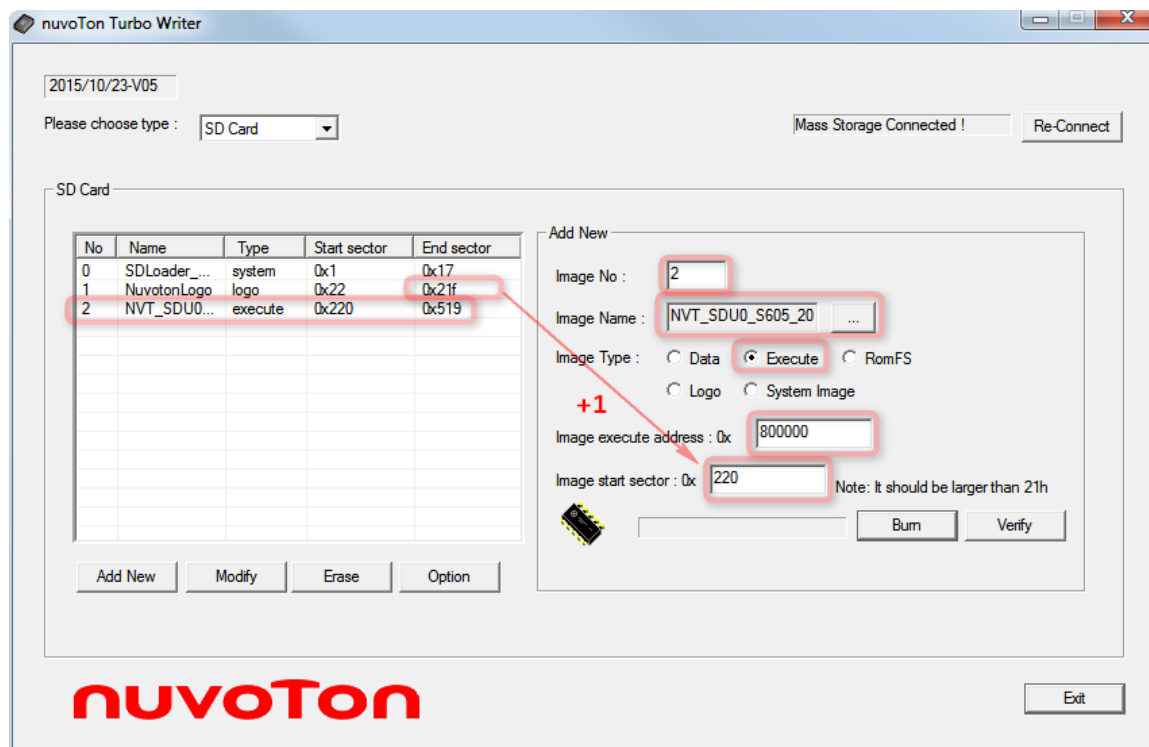 nuvoTon Turbo Writer
2015/10/23-V05
Please choose type : SD Card
Mass Storage Connected ! Re-Connect
SD Card
No Name Type Start sector End sector
0 SDLoader_... system 0x1 0x17
1 NuvotonLogo logo 0x22 0x21f
2 NVT_SDU0... execute 0x220 0x519
Add New Modify Erase Option
Add New
Image No : 2
Image Name : NVT_SDU0_S605_20 ...
Image Type : Data Execute RomFS
Logo System Image
+1
Image execute address : 0x 800000
Image start sector : 0x 220 Note: It should be larger than 21h
Burn Verify
nuvoTon
Exit